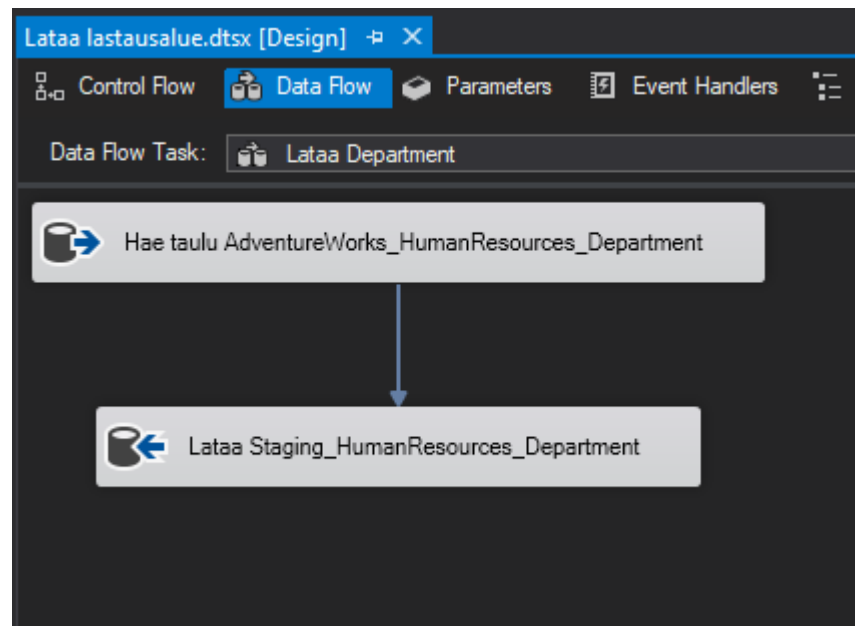 Lataa lastausalue.dtsx [Design]
Control Flow Data Flow Parameters Event Handlers
Data Flow Task: Lataa Department
Hae taulu AdventureWorks_HumanResources_Department
Lataa Staging_HumanResources_Department